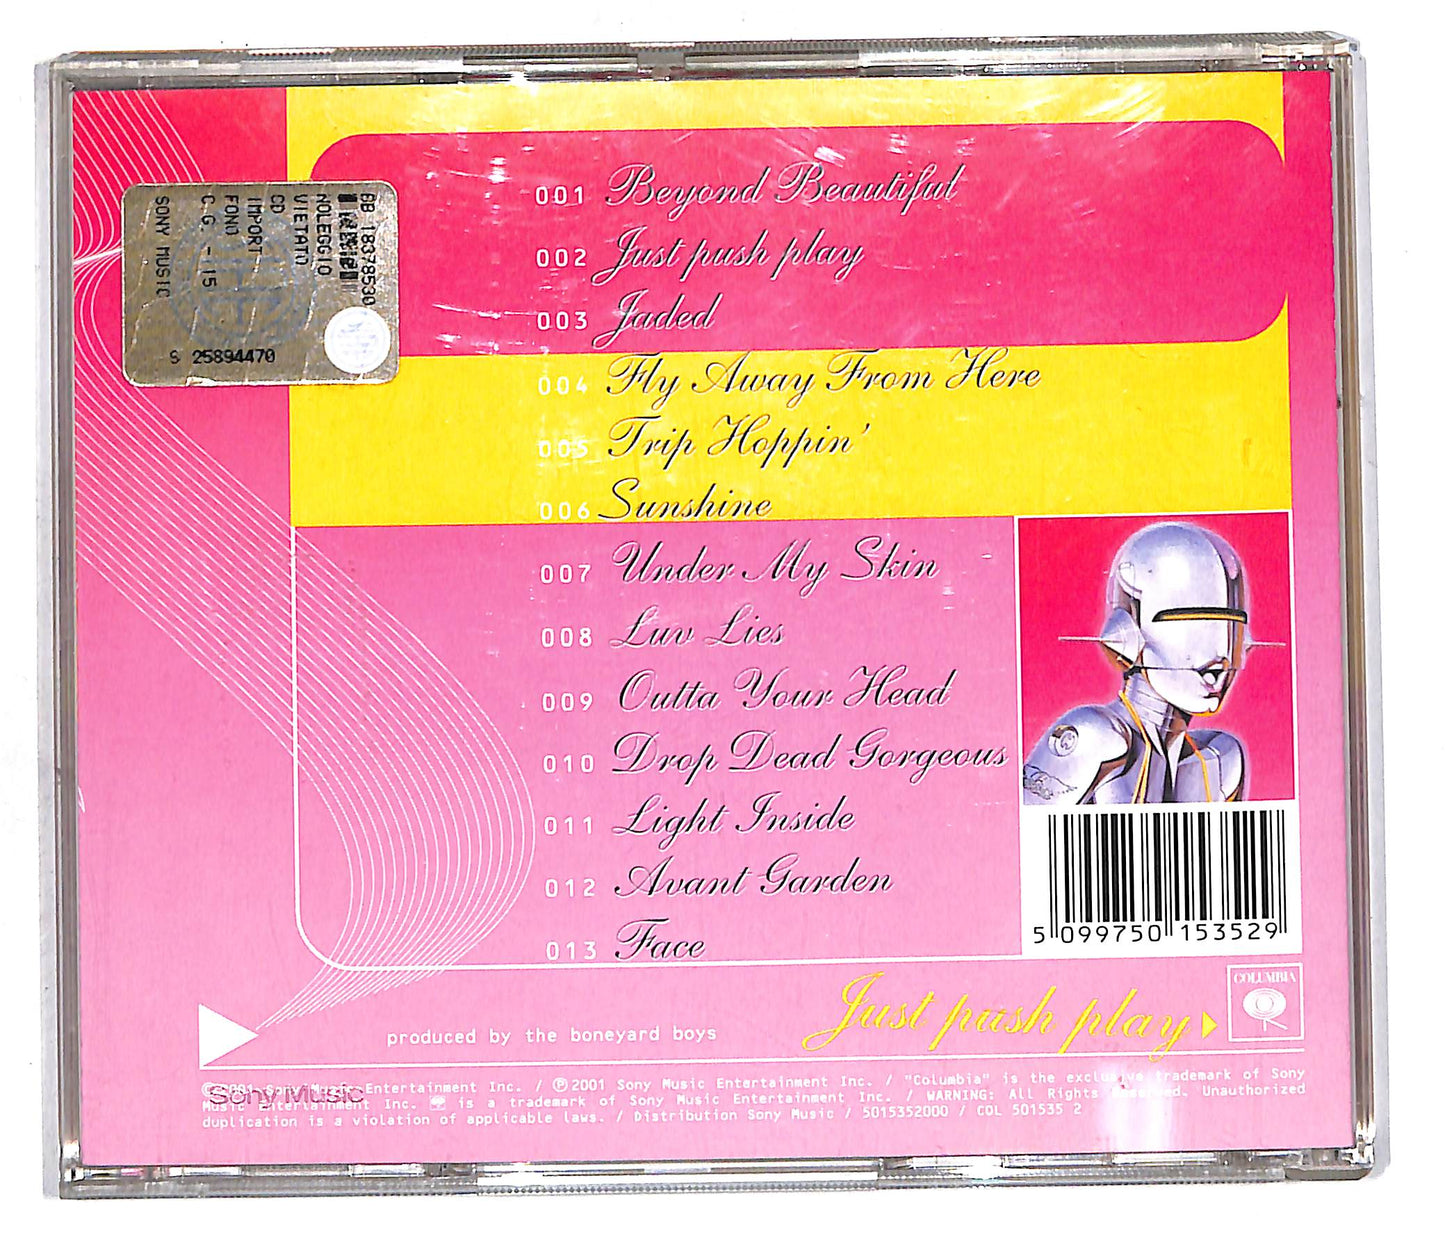 001 Beyond Beautiful
002 Just push play
003 Jaded
004 Fly Away From Here
005 Trip Hoppin'
006 Sunshine
007 Under My Skin
008 Luv Lies
009 Outta Your Head
010 Drop Dead Gorgeous
011 Light Inside
012 Avant Garden
013 Face
BB 18378530
NOLEGGIO
VIETATO
CD
IMPORT
FONO
C.G. - 15
SONY MUSIC
S 25894470
5 099750 153529
Just push play
COLUMBIA
produced by the boneyard boys
Sony Music
© 2001 Sony Music Entertainment Inc. / ℗ 2001 Sony Music Entertainment Inc. / "Columbia" is the exclusive trademark of Sony
Music Entertainment Inc. is a trademark of Sony Music Entertainment Inc. / WARNING: All Rights Reserved. Unauthorized
duplication is a violation of applicable laws. / Distribution Sony Music / 5015352000 / COL 501535 2